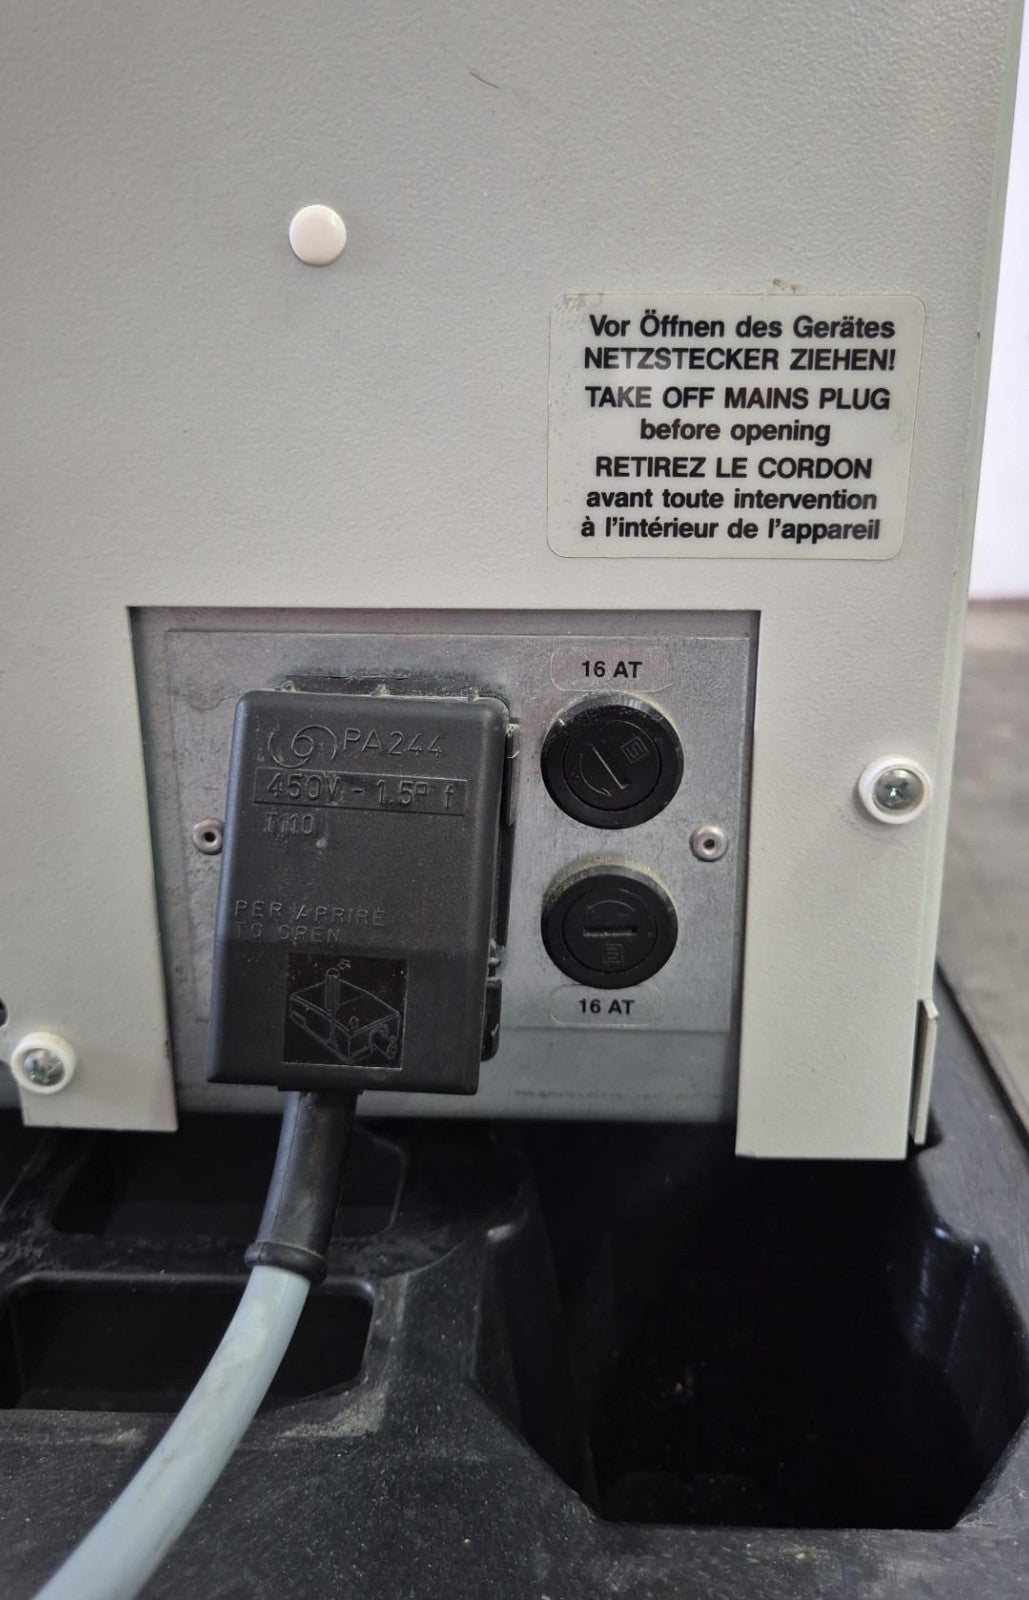 Vor Öffnen des Gerätes
NETZSTECKER ZIEHEN!
TAKE OFF MAINS PLUG
before opening
RETIREZ LE CORDON
avant toute intervention
à l'intérieur de l'appareil
16 AT
PA244
450V - 1.5P f
T110
PER APRIRE
TO OPEN
16 AT